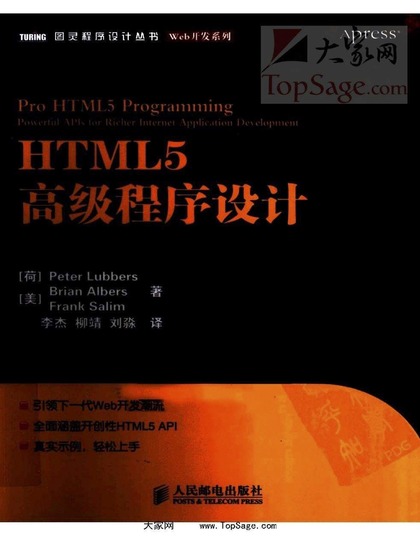 TURING 图灵程序设计丛书 Web开发系列
Apress
大家网
TopSage.com
Pro HTML5 Programming
Powerful APIs for Richer Internet Application Development
HTML5
高级程序设计
[荷] Peter Lubbers
[美] Brian Albers 著
Frank Salim
李杰 柳靖 刘淼 译
引领下一代Web开发潮流
全面涵盖开创性HTML5 API
真实示例,轻松上手
人民邮电出版社
POSTS & TELECOM PRESS
大家网 www.TopSage.com